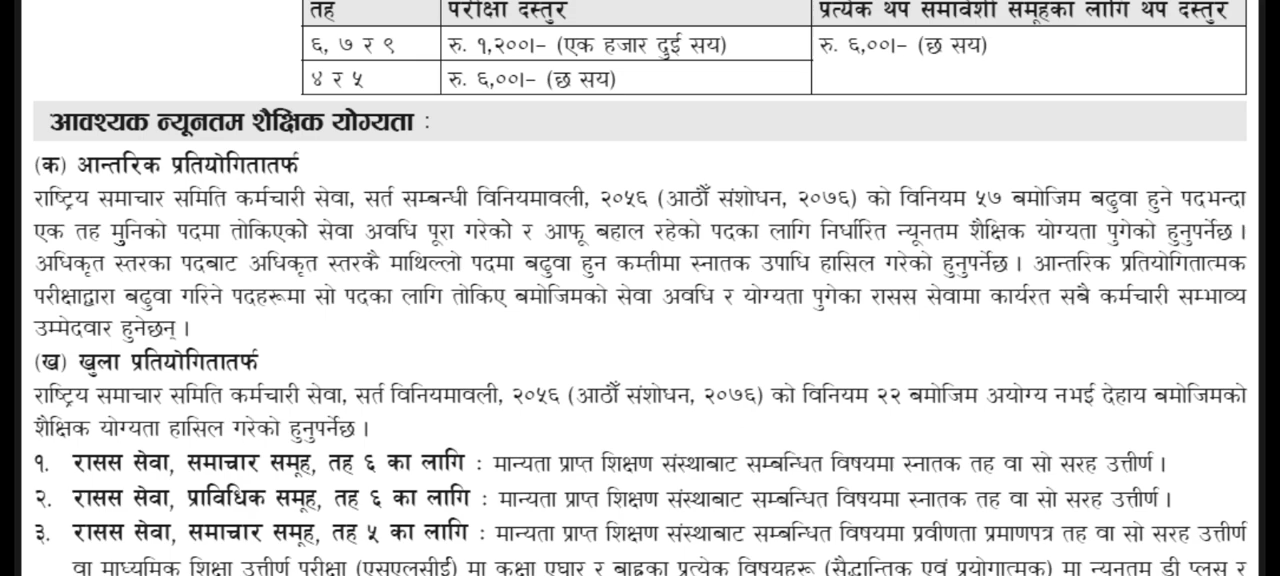 तह परीक्षा दस्तुर प्रत्येक थप समावेशी समूहका लागि थप दस्तुर
६, ७ र ९ रु. १,२००।– (एक हजार दुई सय) रु. ६,००।– (छ सय)
४ र ५ रु. ६,००।– (छ सय)
आवश्यक न्यूनतम शैक्षिक योग्यता :
(क) आन्तरिक प्रतियोगितातर्फ
राष्ट्रिय समाचार समिति कर्मचारी सेवा, सर्त सम्बन्धी विनियमावली, २०५६ (आठौँ संशोधन, २०७६) को विनियम ५७ बमोजिम बढुवा हुने पदभन्दा
एक तह मुनिको पदमा तोकिएको सेवा अवधि पूरा गरेको र आफू बहाल रहेको पदका लागि निर्धारित न्यूनतम शैक्षिक योग्यता पुगेको हुनुपर्नेछ ।
अधिकृत स्तरका पदबाट अधिकृत स्तरकै माथिल्लो पदमा बढुवा हुन कम्तीमा स्नातक उपाधि हासिल गरेको हुनुपर्नेछ । आन्तरिक प्रतियोगितात्मक
परीक्षाद्वारा बढुवा गरिने पदहरूमा सो पदका लागि तोकिए बमोजिमको सेवा अवधि र योग्यता पुगेका रासस सेवामा कार्यरत सबै कर्मचारी सम्भाव्य
उम्मेदवार हुनेछन् ।
(ख) खुला प्रतियोगितातर्फ
राष्ट्रिय समाचार समिति कर्मचारी सेवा, सर्त विनियमावली, २०५६ (आठौँ संशोधन, २०७६) को विनियम २२ बमोजिम अयोग्य नभई देहाय बमोजिमको
शैक्षिक योग्यता हासिल गरेको हुनुपर्नेछ ।
१. रासस सेवा, समाचार समूह, तह ६ का लागि : मान्यता प्राप्त शिक्षण संस्थाबाट सम्बन्धित विषयमा स्नातक तह वा सो सरह उत्तीर्ण ।
२. रासस सेवा, प्राविधिक समूह, तह ६ का लागि : मान्यता प्राप्त शिक्षण संस्थाबाट सम्बन्धित विषयमा स्नातक तह वा सो सरह उत्तीर्ण ।
३. रासस सेवा, समाचार समूह, तह ५ का लागि : मान्यता प्राप्त शिक्षण संस्थाबाट सम्बन्धित विषयमा प्रवीणता प्रमाणपत्र तह वा सो सरह उत्तीर्ण
वा माध्यमिक शिक्षा उत्तीर्ण परीक्षा (एसएलसीई) मा कक्षा एघार र बाह्रका प्रत्येक विषयहरू (सैद्धान्तिक एवं प्रयोगात्मक) मा न्यूनतम डी प्लस र